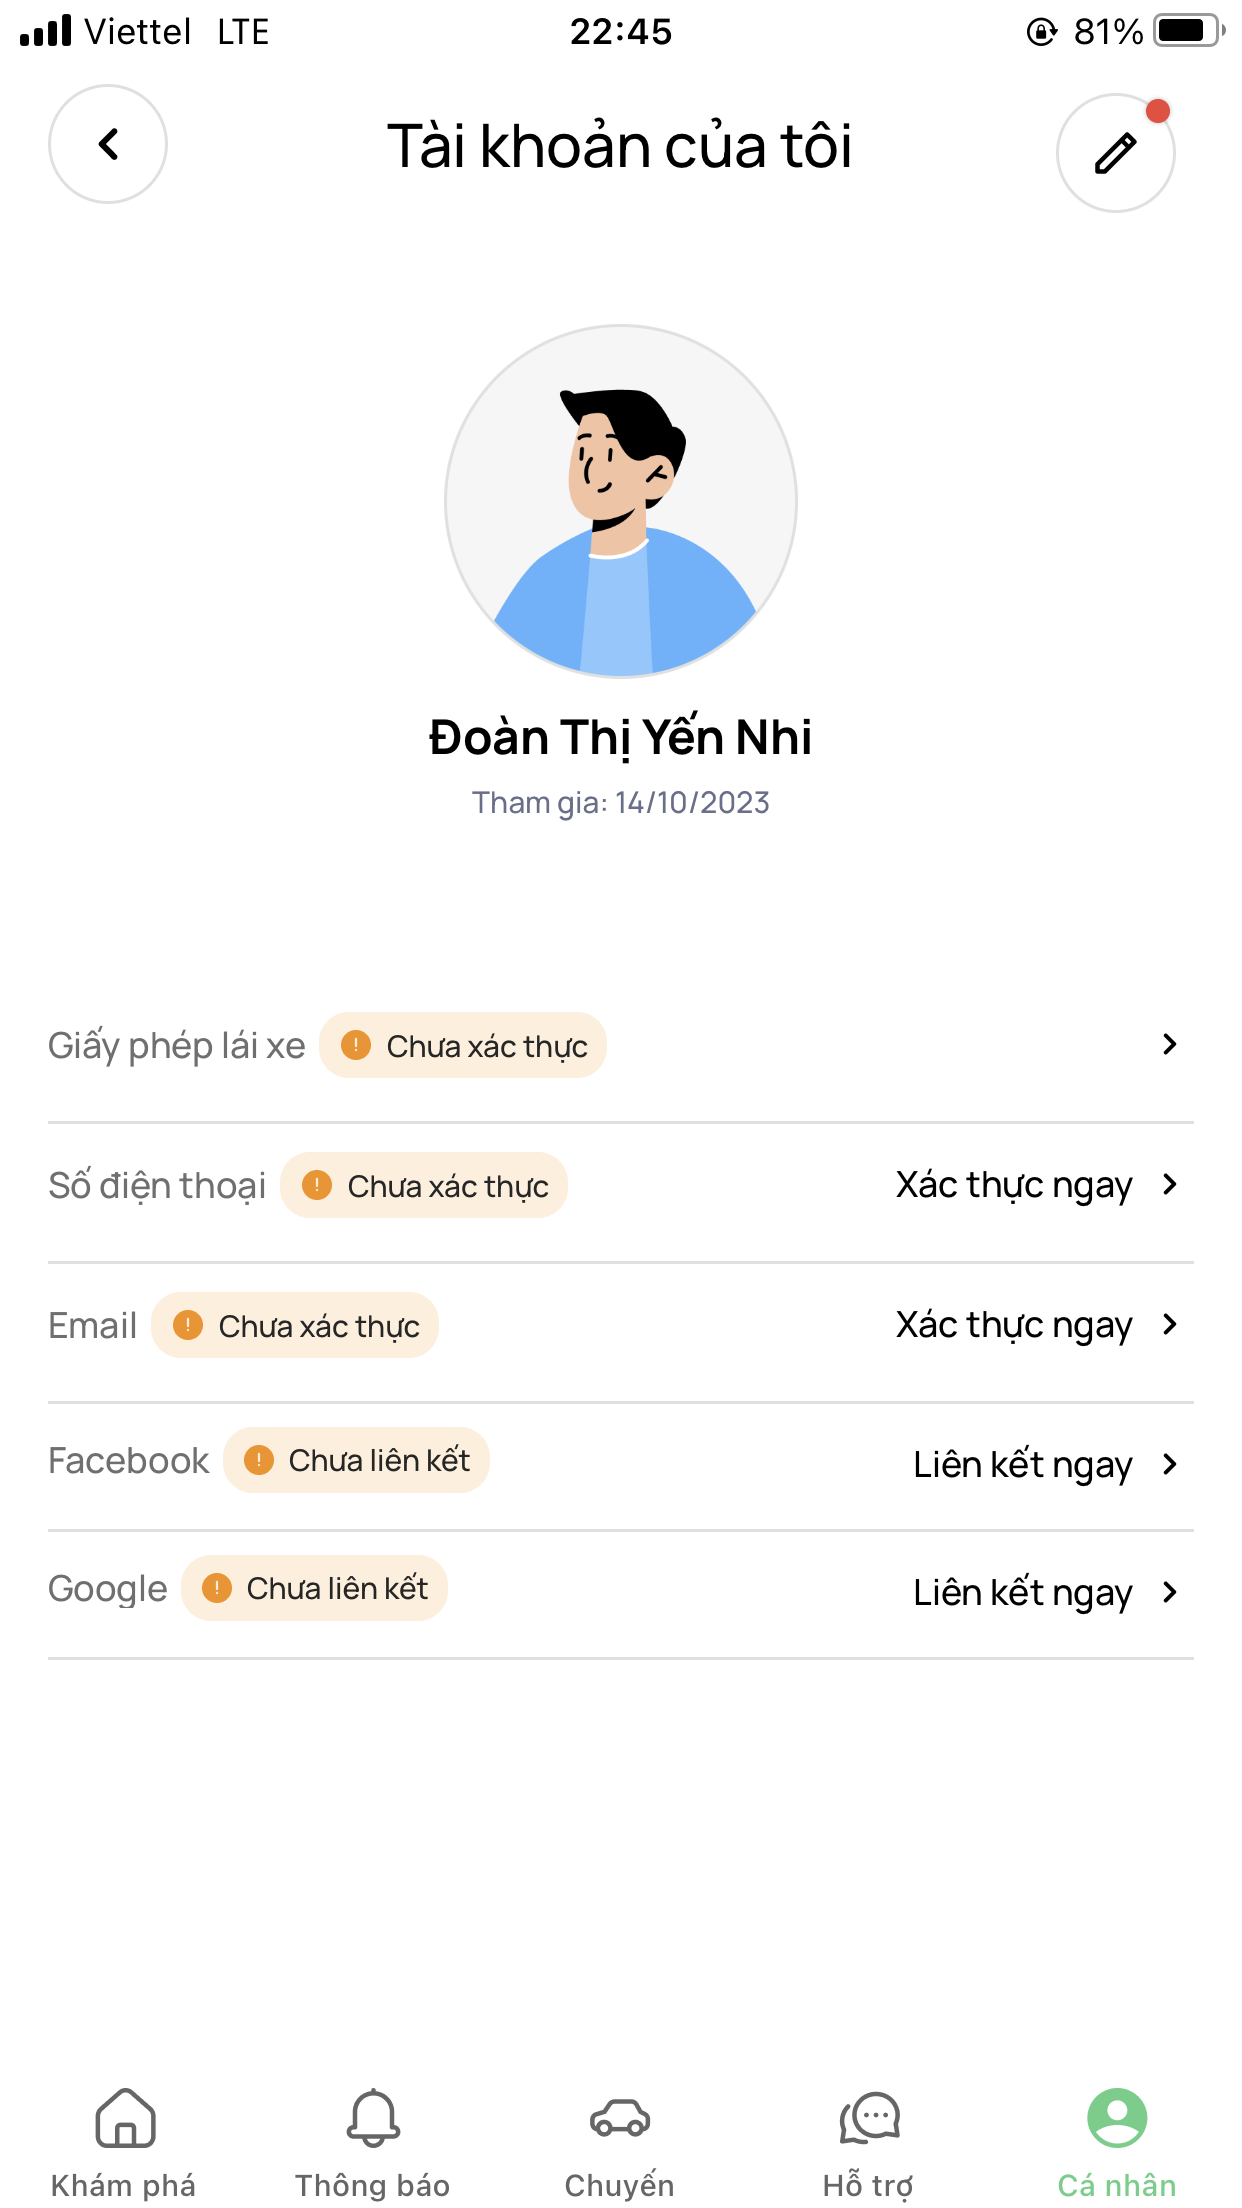 Viettel LTE 22:45 81%
Tài khoản của tôi
Đoàn Thị Yến Nhi
Tham gia: 14/10/2023
Giấy phép lái xe ! Chưa xác thực
Số điện thoại ! Chưa xác thực Xác thực ngay
Email ! Chưa xác thực Xác thực ngay
Facebook ! Chưa liên kết Liên kết ngay
Google ! Chưa liên kết Liên kết ngay
Khám phá Thông báo Chuyến Hỗ trợ Cá nhân